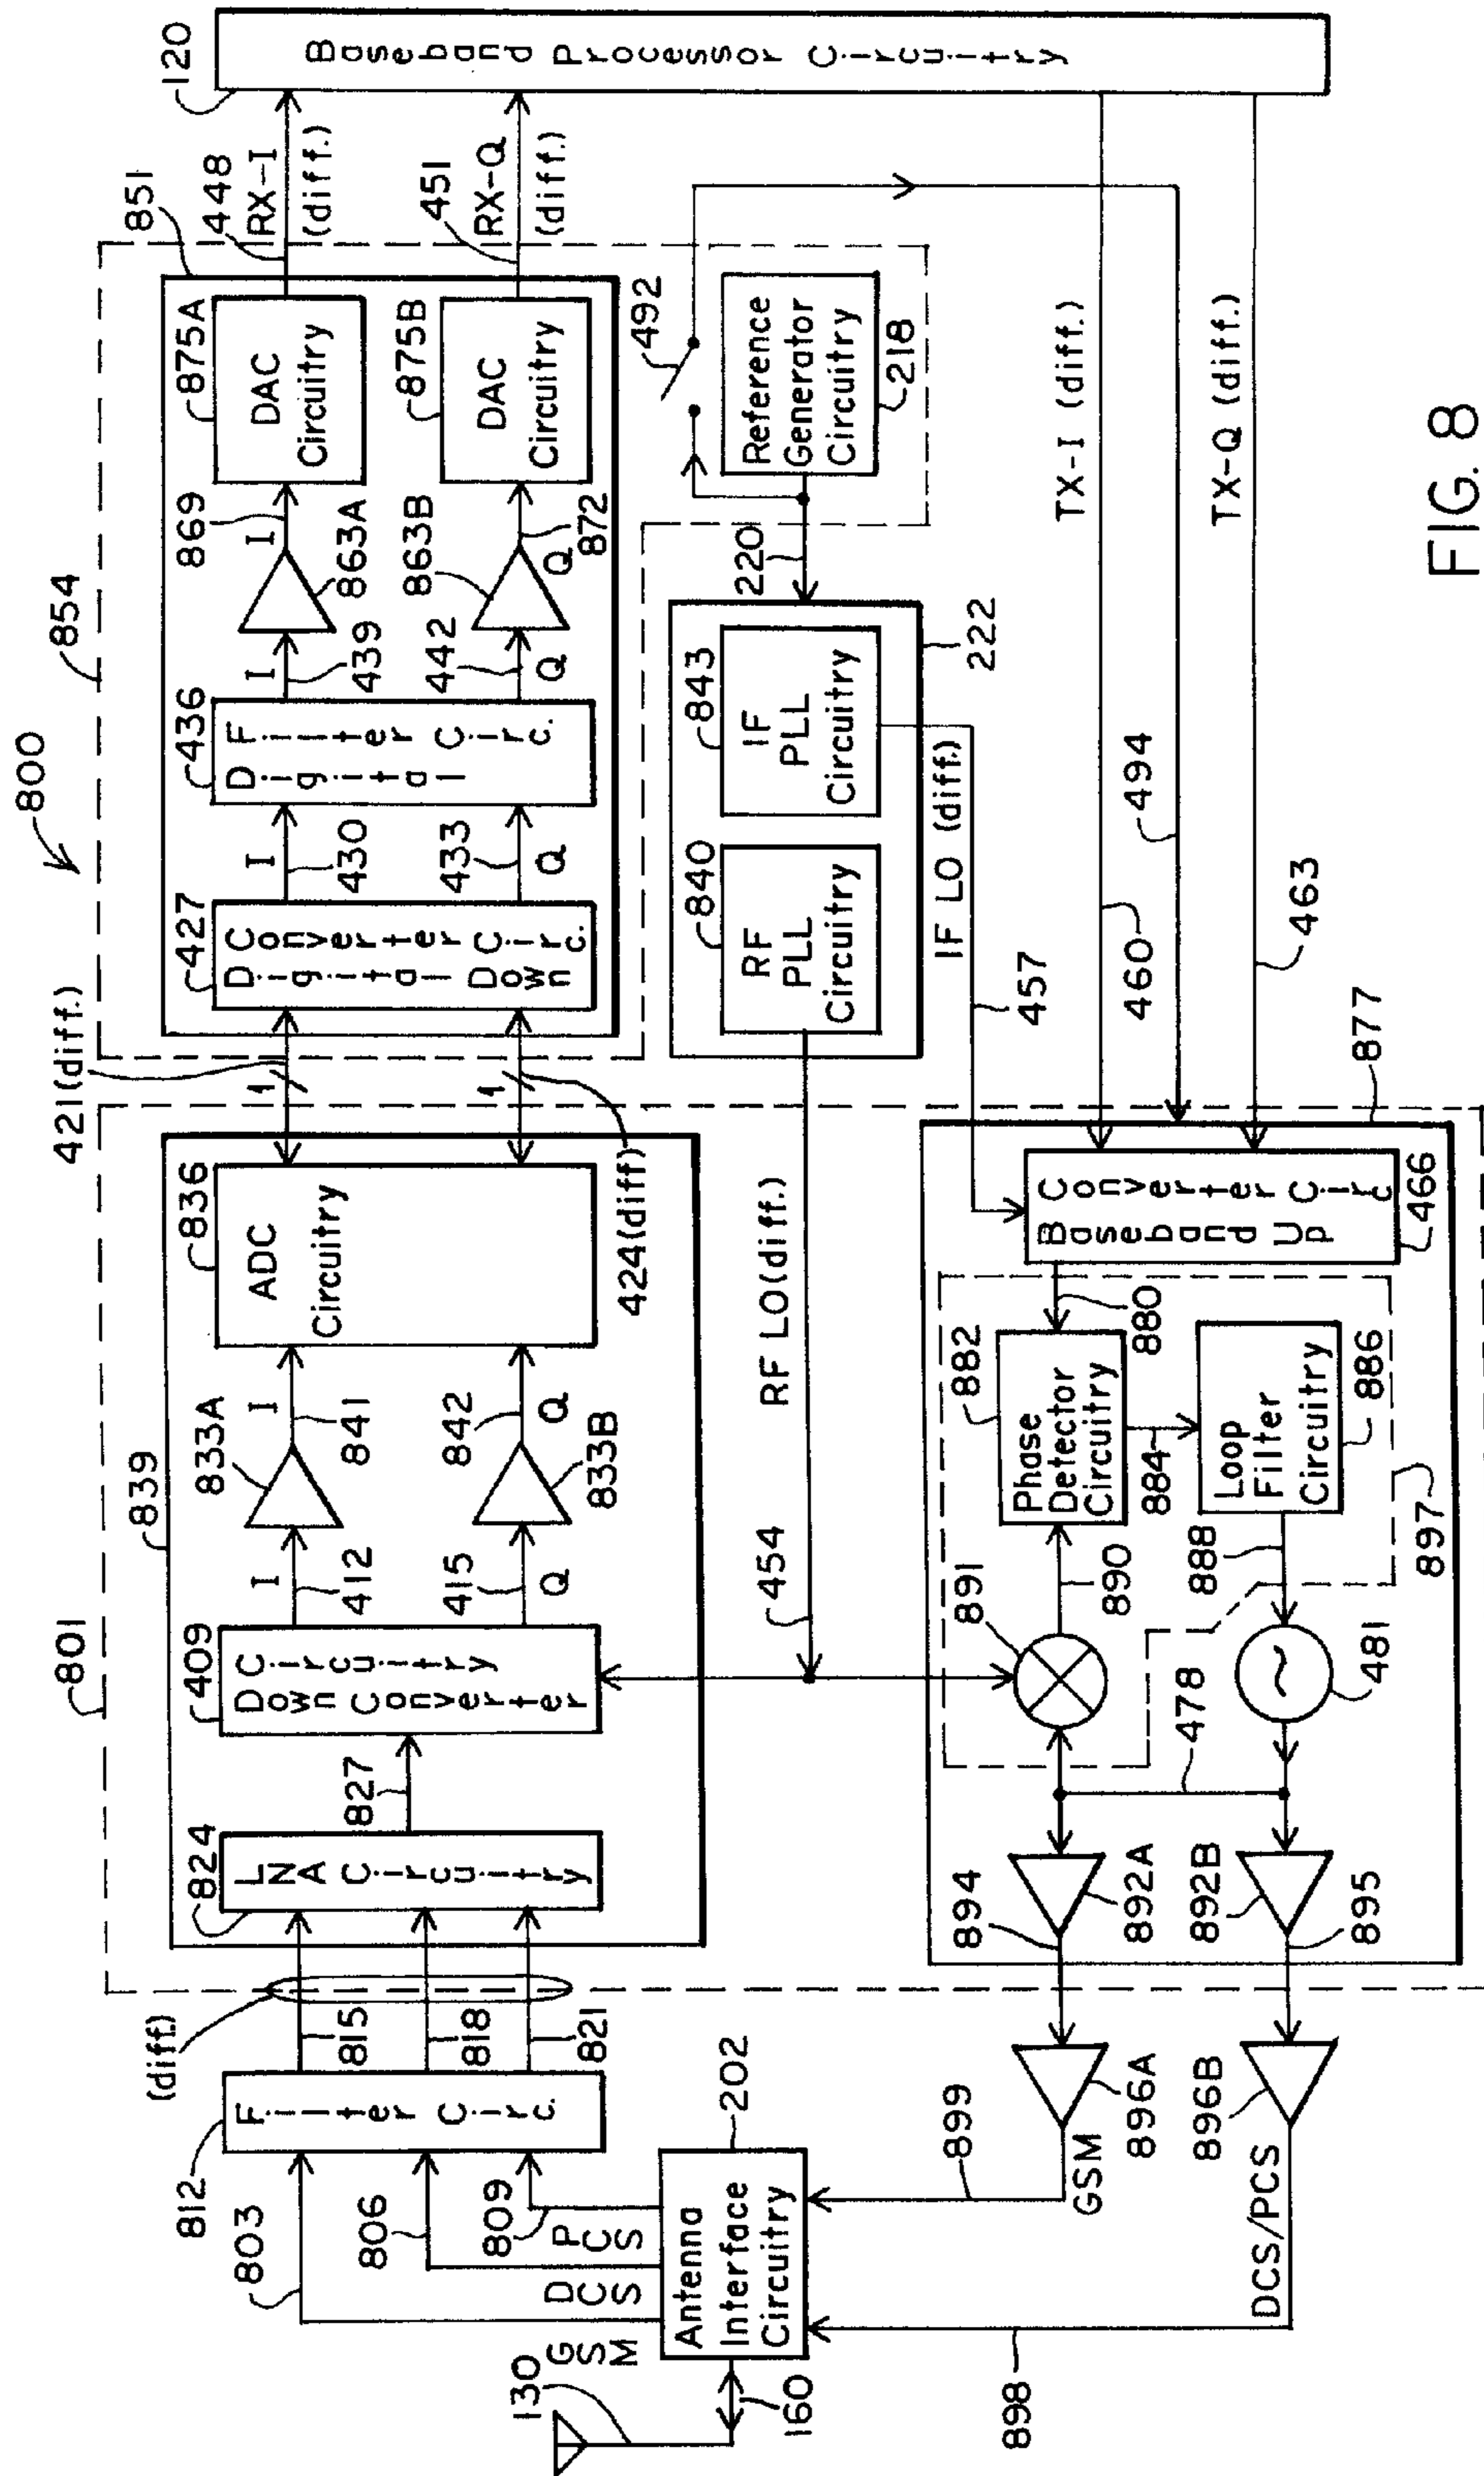 800
801
839
854
851
120
Baseband Processor Circuitry
812
Filter Circ.
803
806
809
GSM
DCS
PCS
130
160
202
Antenna
Interface
Circuitry
(diff.)
815
818
821
824
LNA Circuitry
827
409
Down Converter
Circuitry
I
412
415
Q
833A
833B
I
841
842
Q
836
ADC
Circuitry
421(diff.)
1
1
424(diff)
427
Digital Down
Converter Circ.
I
430
433
Q
436
Digital
Filter Circ.
I
439
442
Q
863A
863B
869
I
Q
872
875A
DAC
Circuitry
875B
DAC
Circuitry
448
RX-I
(diff.)
451
RX-Q
(diff.)
492
Reference
Generator
Circuitry
218
220
222
840
RF
PLL
Circuitry
843
IF
PLL
Circuitry
RF LO(diff.)
454
IF LO (diff.)
457
TX-I (diff.)
460
494
TX-Q (diff.)
463
877
Baseband Up
Converter Circ
466
880
882
Phase
Detector
Circuitry
884
Loop
Filter
Circuitry
886
888
890
891
897
481
478
892A
892B
894
895
896A
896B
899
GSM
898
DCS/PCS
FIG. 8